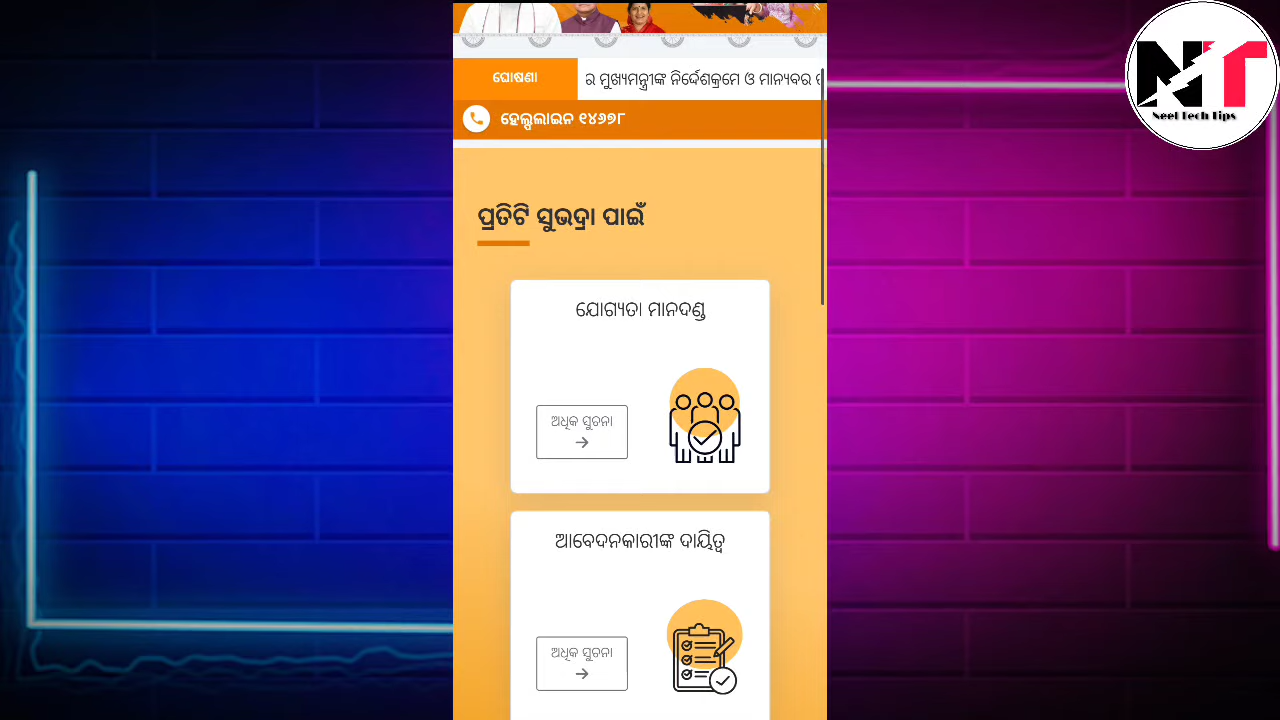 ଘୋଷଣା
ର ମୁଖ୍ୟମନ୍ତ୍ରୀଙ୍କ ନିର୍ଦ୍ଦେଶକ୍ରମେ ଓ ମାନ୍ୟବର
ହେଲ୍ପଲାଇନ ୧୪୬୭୮
ପ୍ରତିଟି ସୁଭଦ୍ରା ପାଇଁ
ଯୋଗ୍ୟତା ମାନଦଣ୍ଡ
ଅଧିକ ସୁଚନା
ଆବେଦନକାରୀଙ୍କ ଦାୟିତ୍ୱ
ଅଧିକ ସୁଚନା
NT
Neel Tech Tips